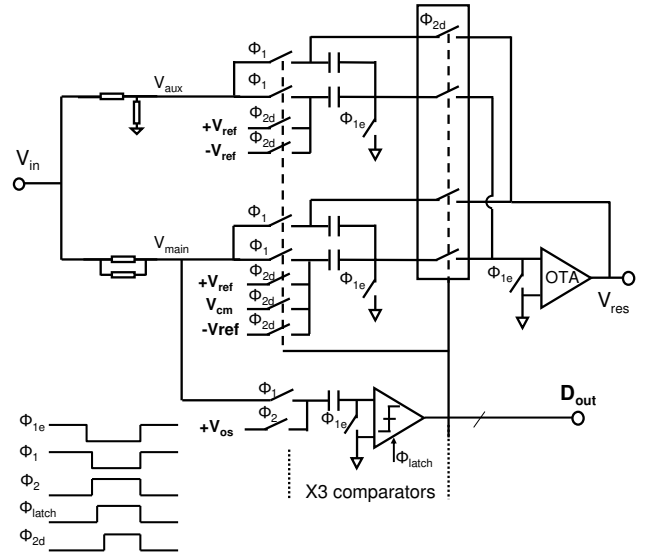 Φ2d
Φ1
Φ1
Vaux
Φ2d
+Vref
Φ2d
-Vref
Φ1e
Vin
Φ1
Vmain
Φ1
Φ2d
+Vref
Φ2d
Vcm
Φ2d
-Vref
Φ1e
Φ1e
OTA
Vres
Φ1
Φ2
+Vos
Φ1e
Dout
Φlatch
X3 comparators
Φ1e
Φ1
Φ2
Φlatch
Φ2d